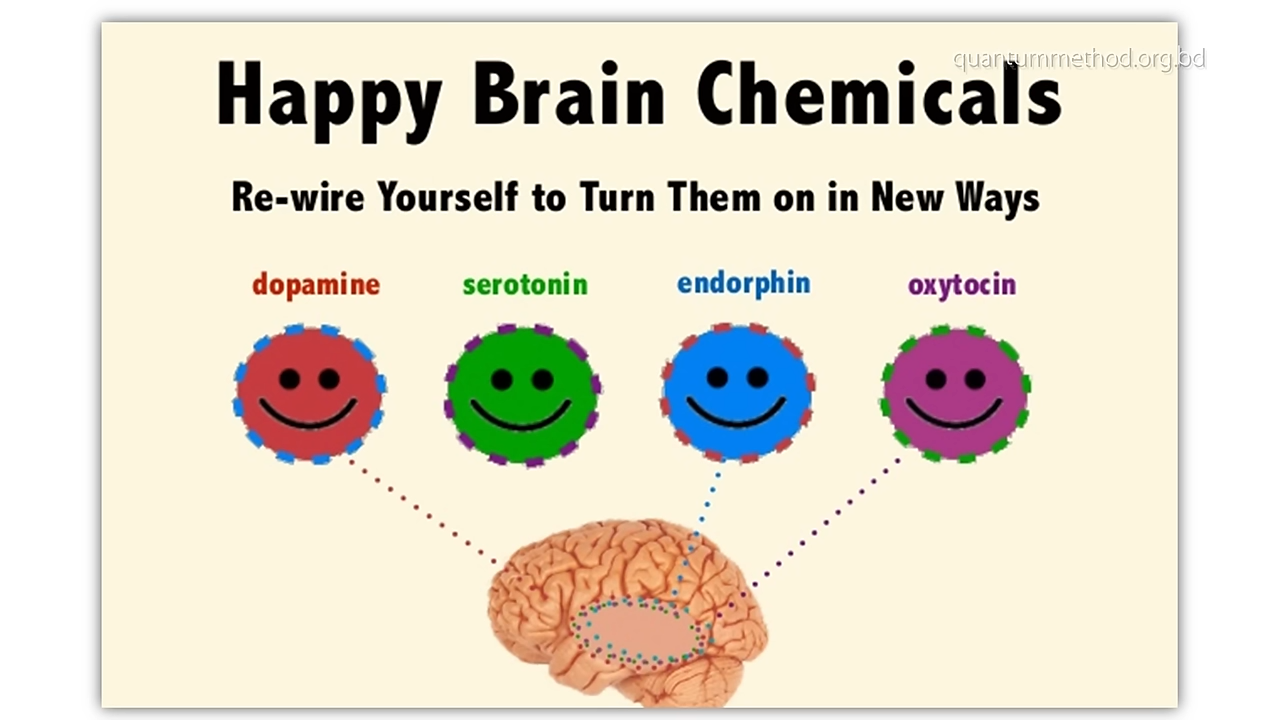 quantummethod.org.bd
Happy Brain Chemicals
Re-wire Yourself to Turn Them on in New Ways
dopamine serotonin endorphin oxytocin